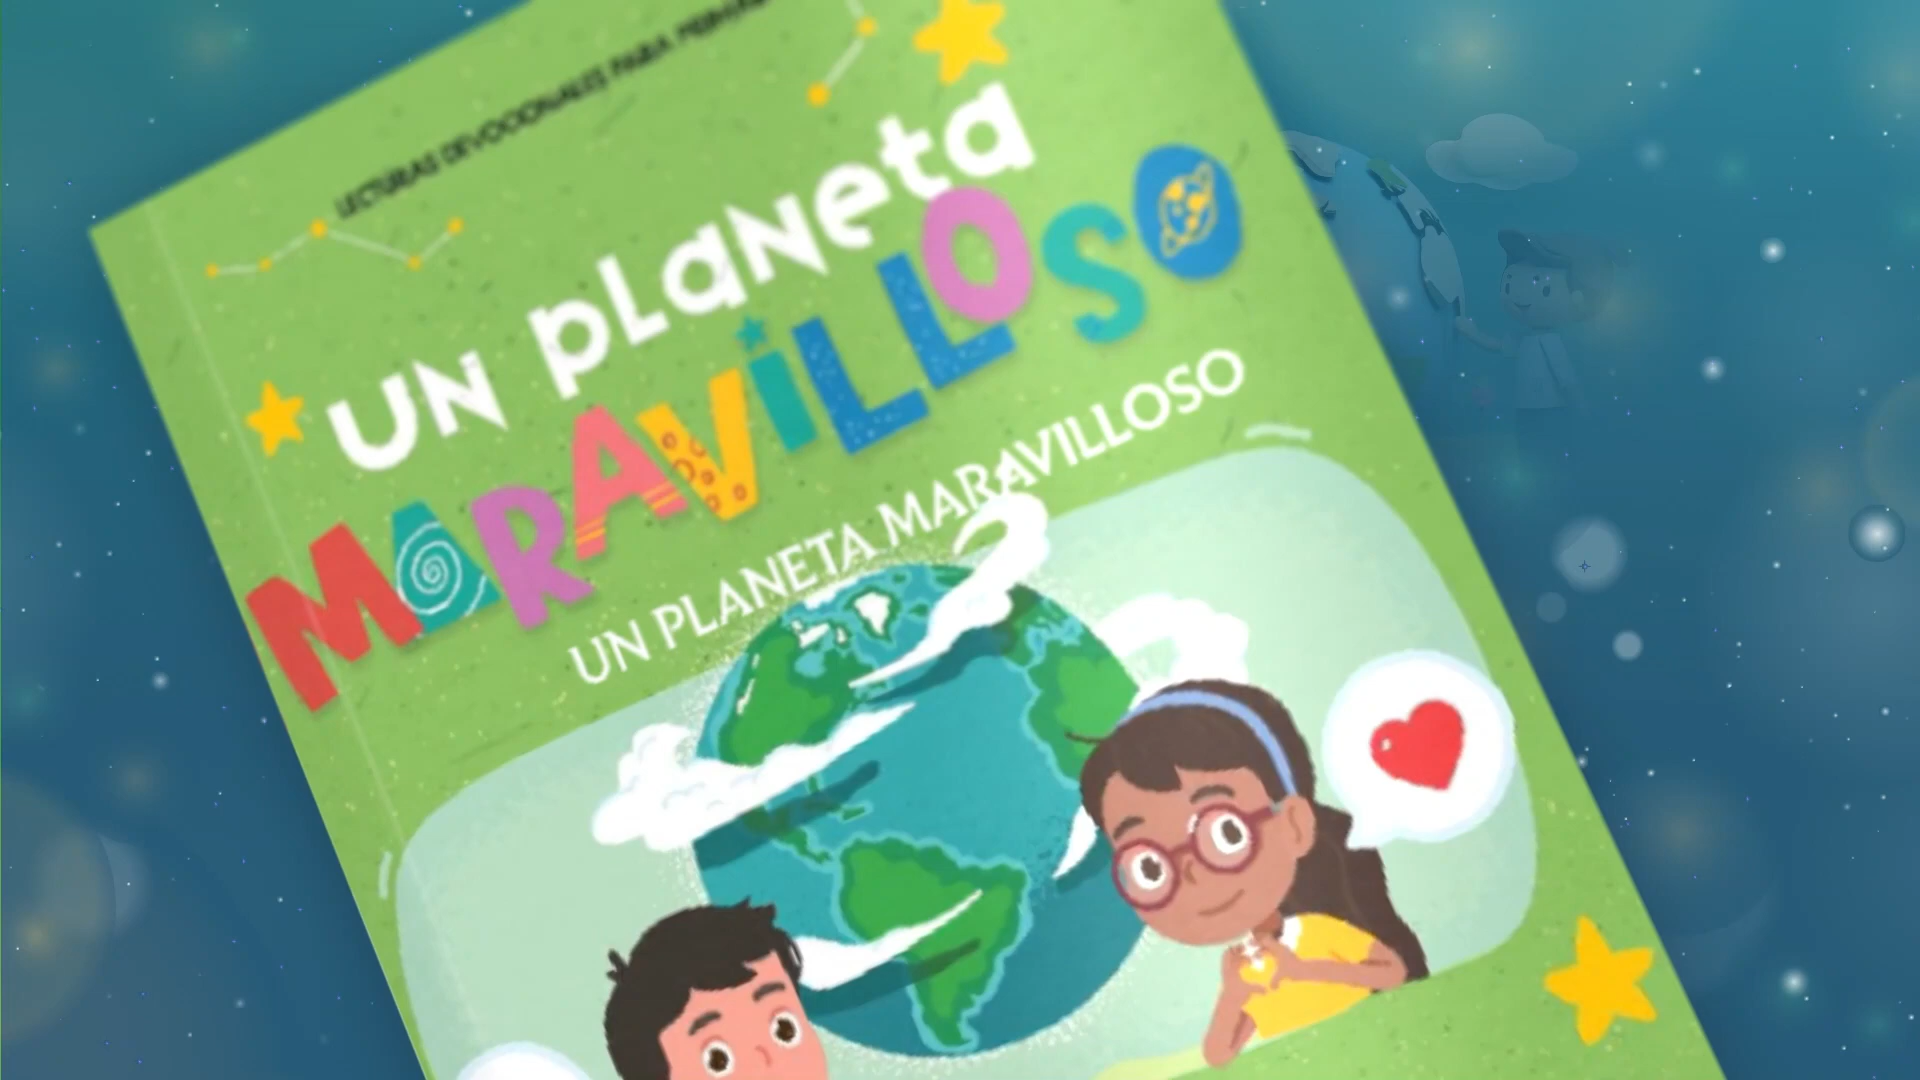 LECTURAS DEVOCIONALES PARA
UN PLANETA
MARAVILLOSO
UN PLANETA MARAVILLOSO